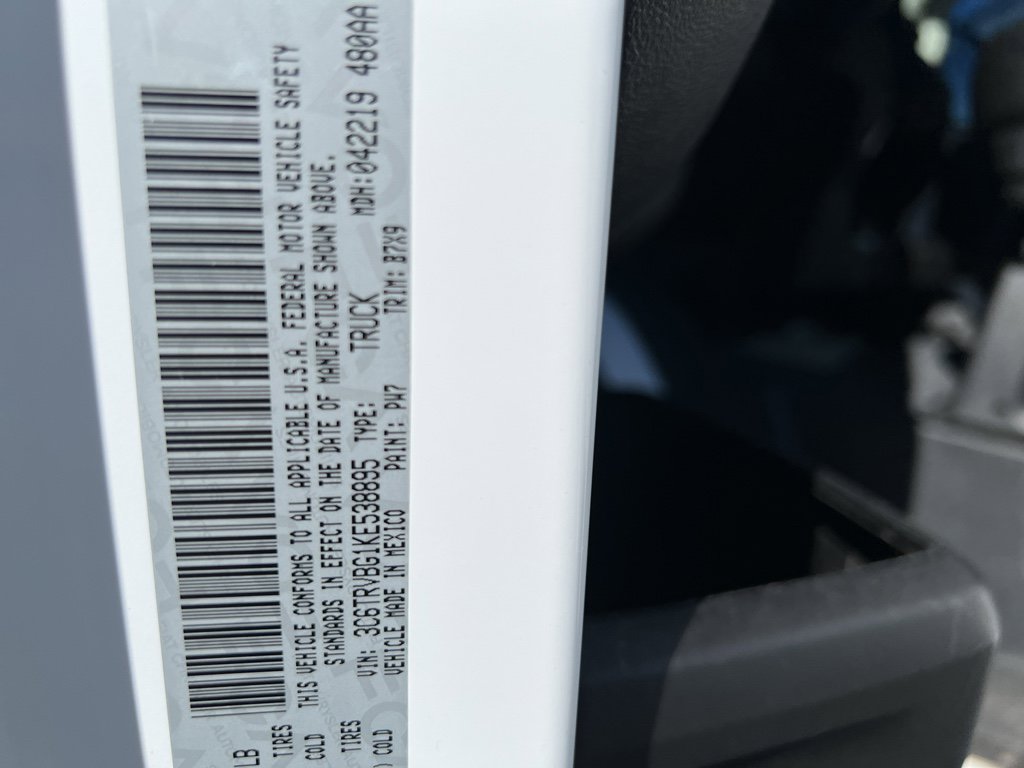 LB
TIRES
COLD
THIS VEHICLE CONFORMS TO ALL APPLICABLE U.S.A. FEDERAL MOTOR VEHICLE SAFETY
STANDARDS IN EFFECT ON THE DATE OF MANUFACTURE SHOWN ABOVE.
TIRES
VIN: 3C6TRVBG1KE538895 TYPE: TRUCK MDH:042219 480AA
) COLD
VEHICLE MADE IN MEXICO PAINT: PW7 TRIM: B7X9